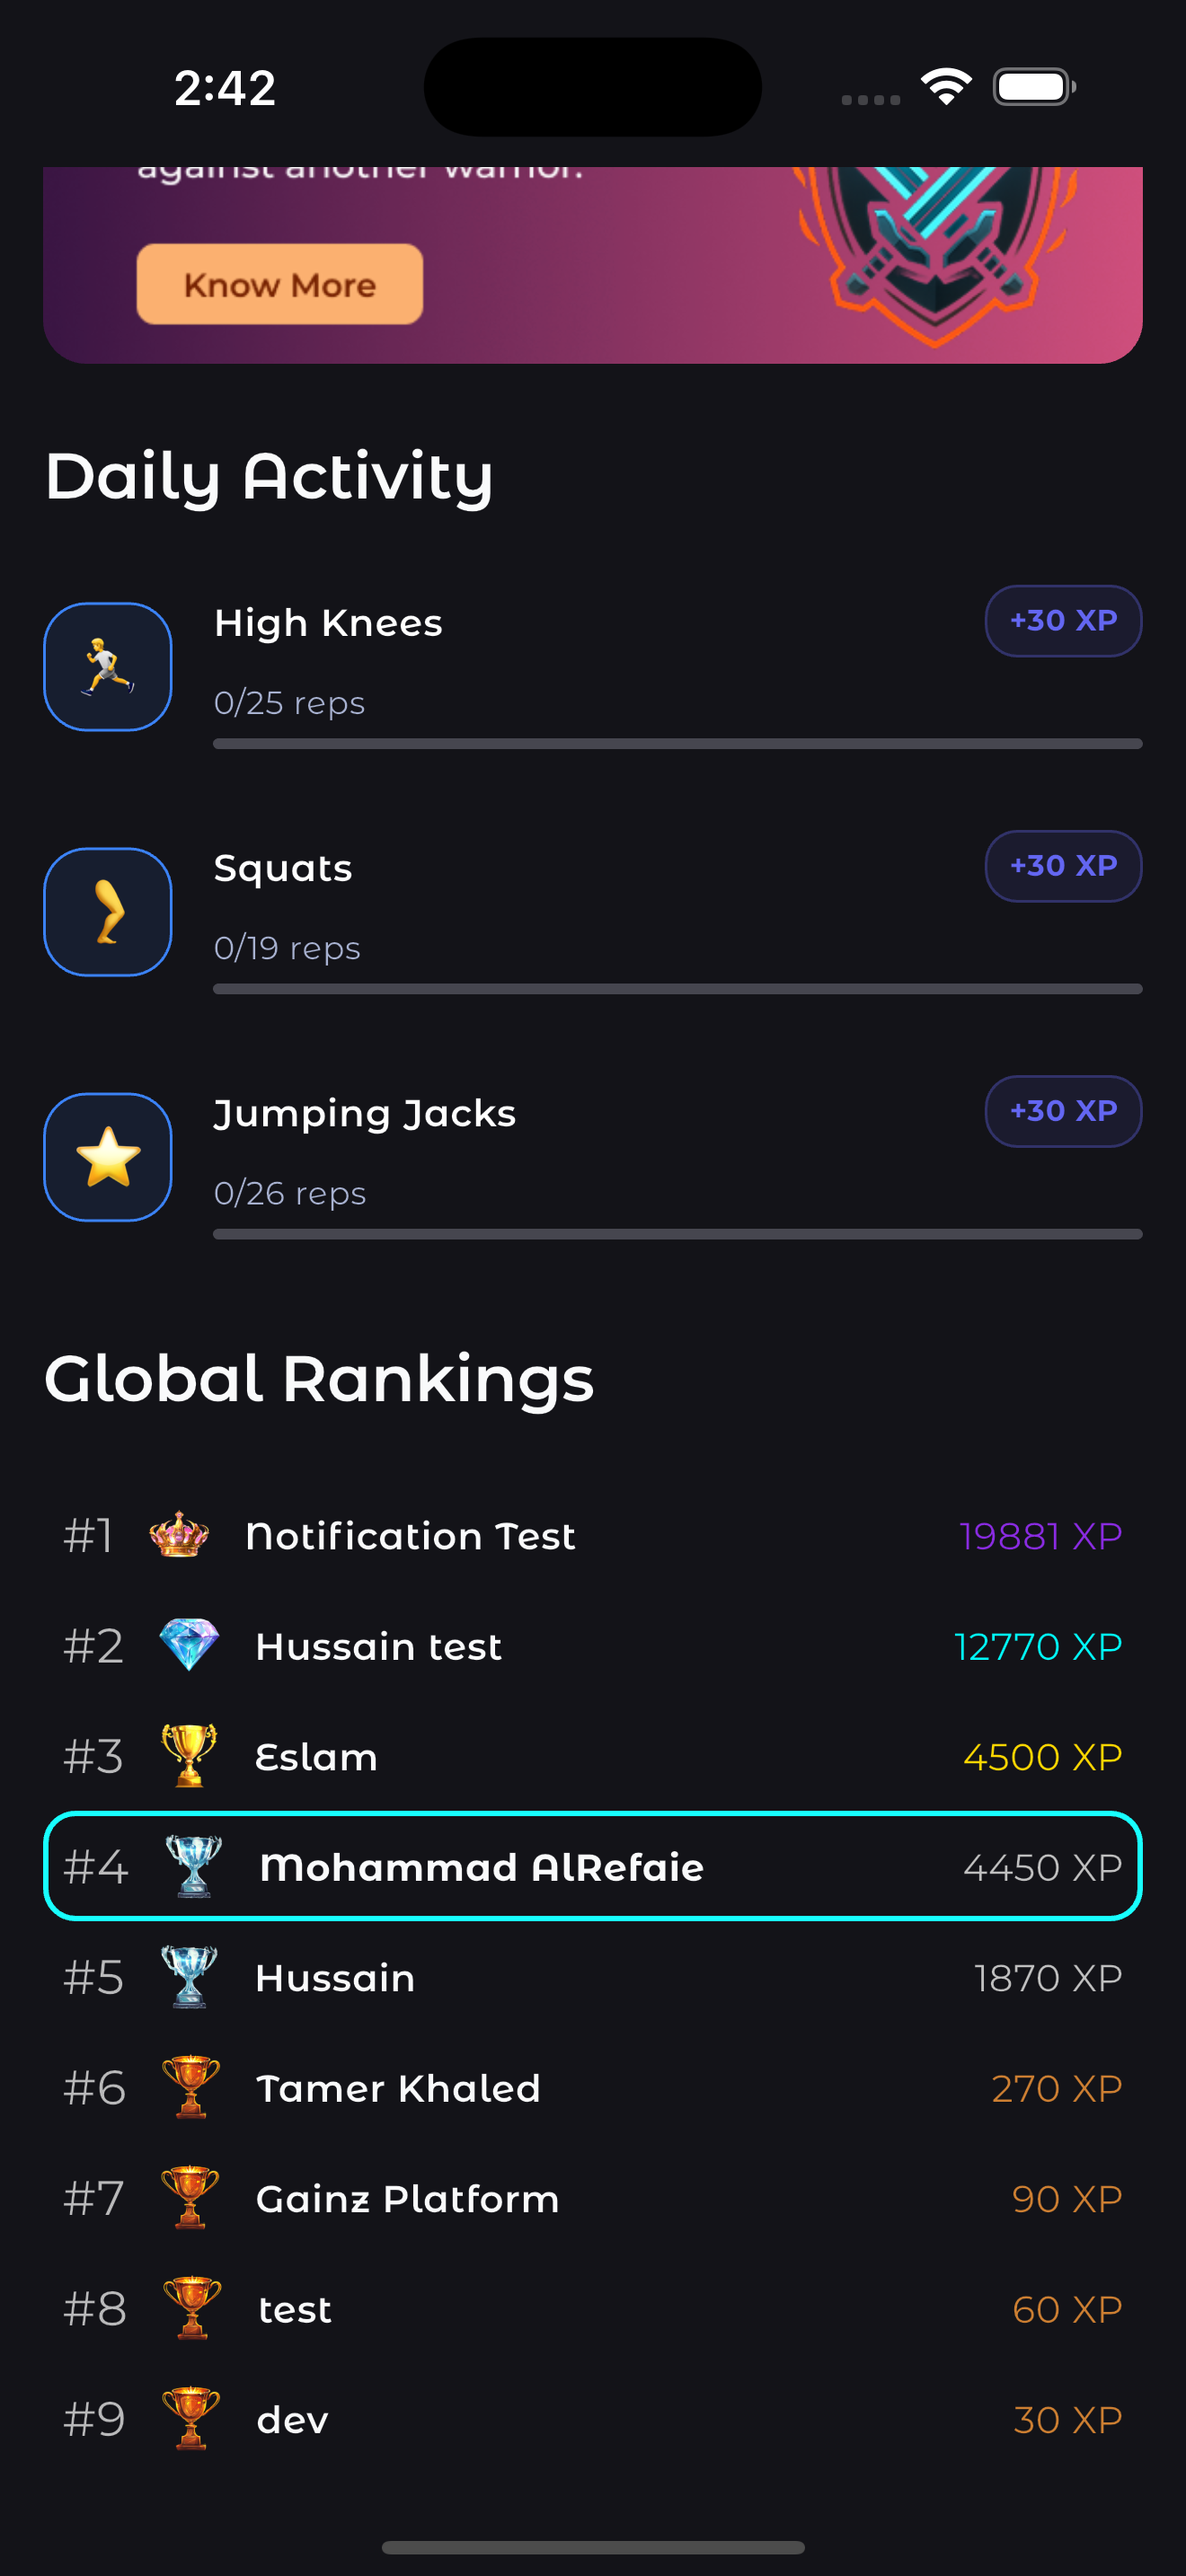 2:42
against another warrior.
Know More
Daily Activity
High Knees
+30 XP
0/25 reps
Squats
+30 XP
0/19 reps
Jumping Jacks
+30 XP
0/26 reps
Global Rankings
#1 Notification Test 19881 XP
#2 Hussain test 12770 XP
#3 Eslam 4500 XP
#4 Mohammad AlRefaie 4450 XP
#5 Hussain 1870 XP
#6 Tamer Khaled 270 XP
#7 Gainz Platform 90 XP
#8 test 60 XP
#9 dev 30 XP